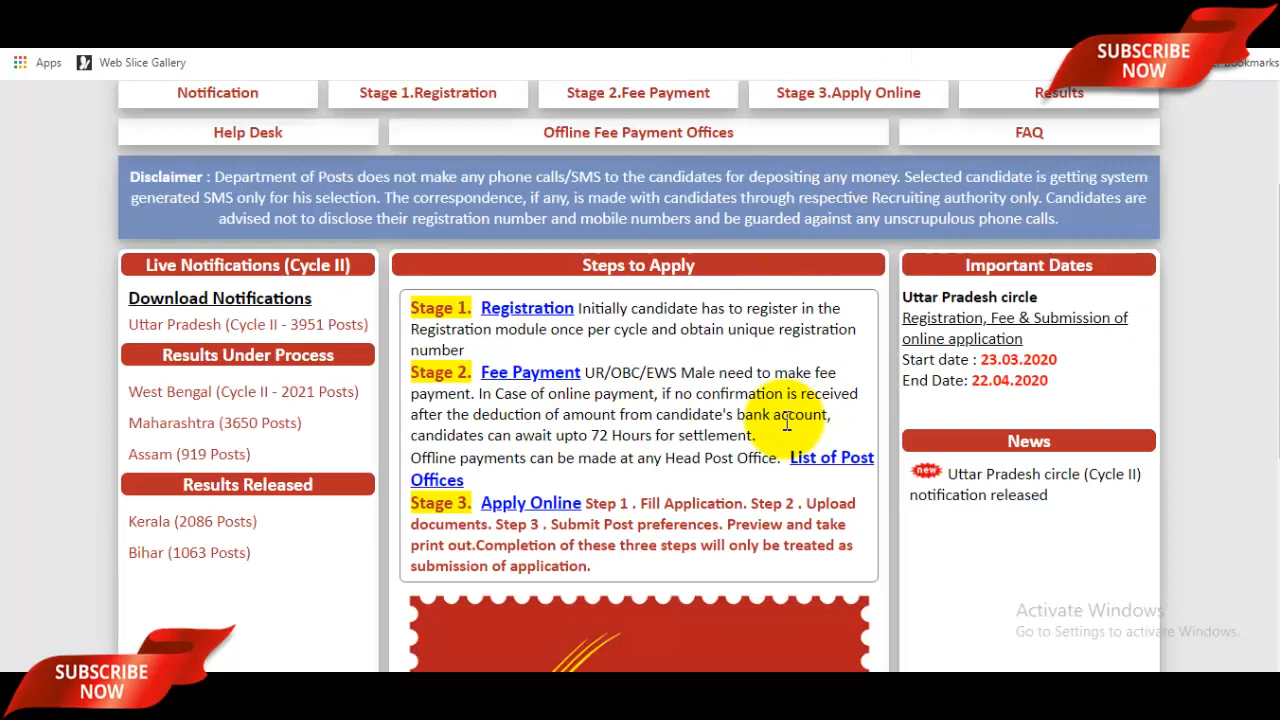 SUBSCRIBE
NOW
Apps
Web Slice Gallery
Bookmarks
Notification
Stage 1.Registration
Stage 2.Fee Payment
Stage 3.Apply Online
Results
Help Desk
Offline Fee Payment Offices
FAQ
Disclaimer : Department of Posts does not make any phone calls/SMS to the candidates for depositing any money. Selected candidate is getting system
generated SMS only for his selection. The correspondence, if any, is made with candidates through respective Recruiting authority only. Candidates are
advised not to disclose their registration number and mobile numbers and be guarded against any unscrupulous phone calls.
Live Notifications (Cycle II)
Download Notifications
Uttar Pradesh (Cycle II - 3951 Posts)
Results Under Process
West Bengal (Cycle II - 2021 Posts)
Maharashtra (3650 Posts)
Assam (919 Posts)
Results Released
Kerala (2086 Posts)
Bihar (1063 Posts)
Steps to Apply
Stage 1. Registration Initially candidate has to register in the
Registration module once per cycle and obtain unique registration
number
Stage 2. Fee Payment UR/OBC/EWS Male need to make fee
payment. In Case of online payment, if no confirmation is received
after the deduction of amount from candidate's bank account,
candidates can await upto 72 Hours for settlement.
Offline payments can be made at any Head Post Office. List of Post
Offices
Stage 3. Apply Online Step 1 . Fill Application. Step 2 . Upload
documents. Step 3 . Submit Post preferences. Preview and take
print out.Completion of these three steps will only be treated as
submission of application.
Important Dates
Uttar Pradesh circle
Registration, Fee & Submission of
online application
Start date : 23.03.2020
End Date: 22.04.2020
News
new Uttar Pradesh circle (Cycle II)
notification released
Activate Windows
Go to Settings to activate Windows.
SUBSCRIBE
NOW